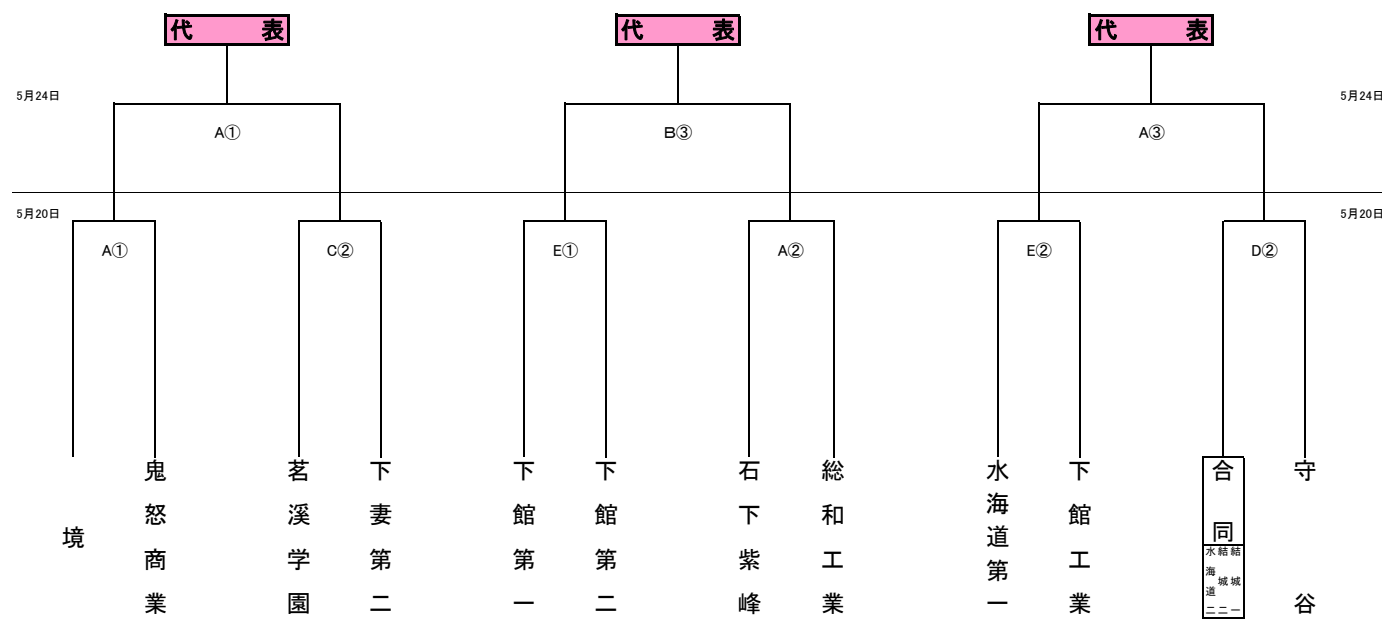 代 表
代 表
代 表
5月24日
5月24日
A①
B③
A③
5月20日
5月20日
A①
C②
E①
A②
E②
D②
境
鬼怒商業
茗溪学園
下妻第二
下館第一
下館第二
石下紫峰
総和工業
水海道第一
下館工業
合同
水海道二
結城二
結城一
守谷